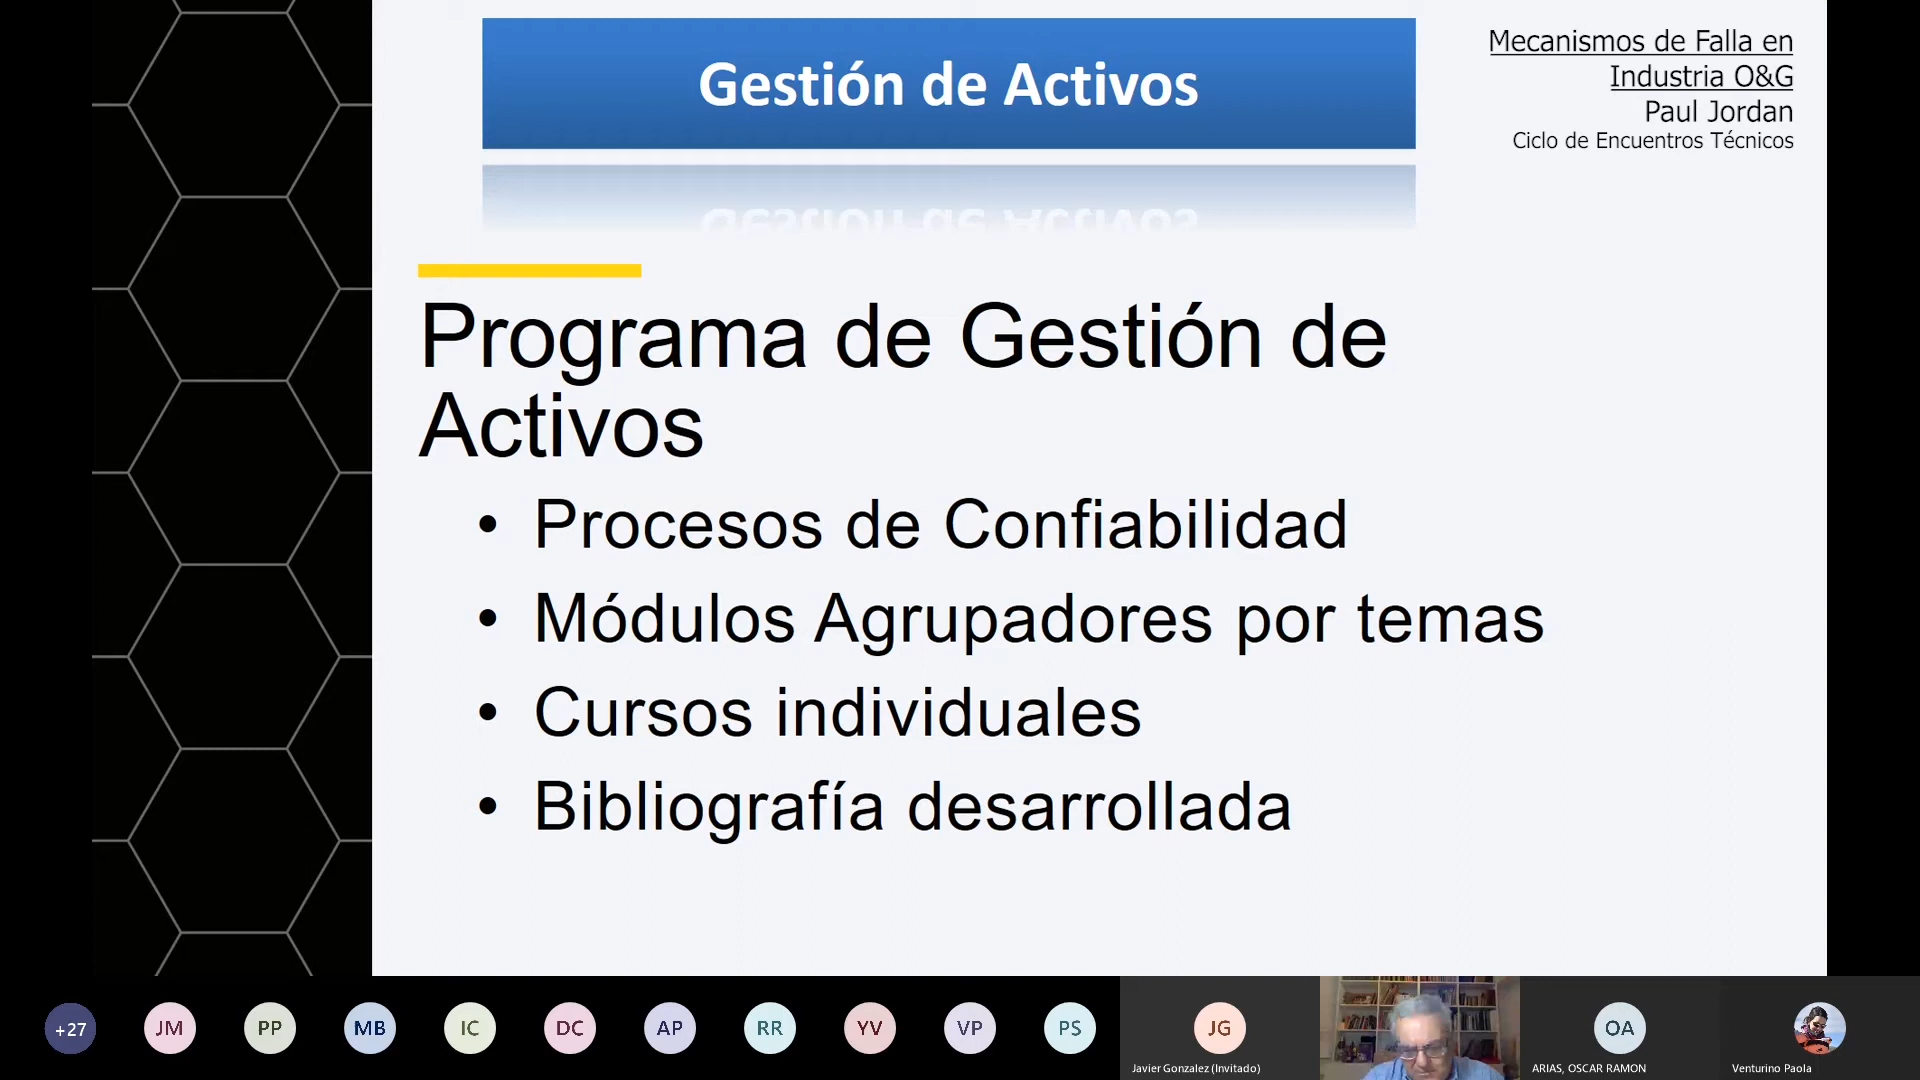 Gestión de Activos
Mecanismos de Falla en
Industria O&G
Paul Jordan
Ciclo de Encuentros Técnicos
Programa de Gestión de
Activos
• Procesos de Confiabilidad
• Módulos Agrupadores por temas
• Cursos individuales
• Bibliografía desarrollada
+27
JM
PP
MB
IC
DC
AP
RR
YV
VP
PS
JG
OA
Javier Gonzalez (Invitado)
ARIAS, OSCAR RAMON
Venturino Paola